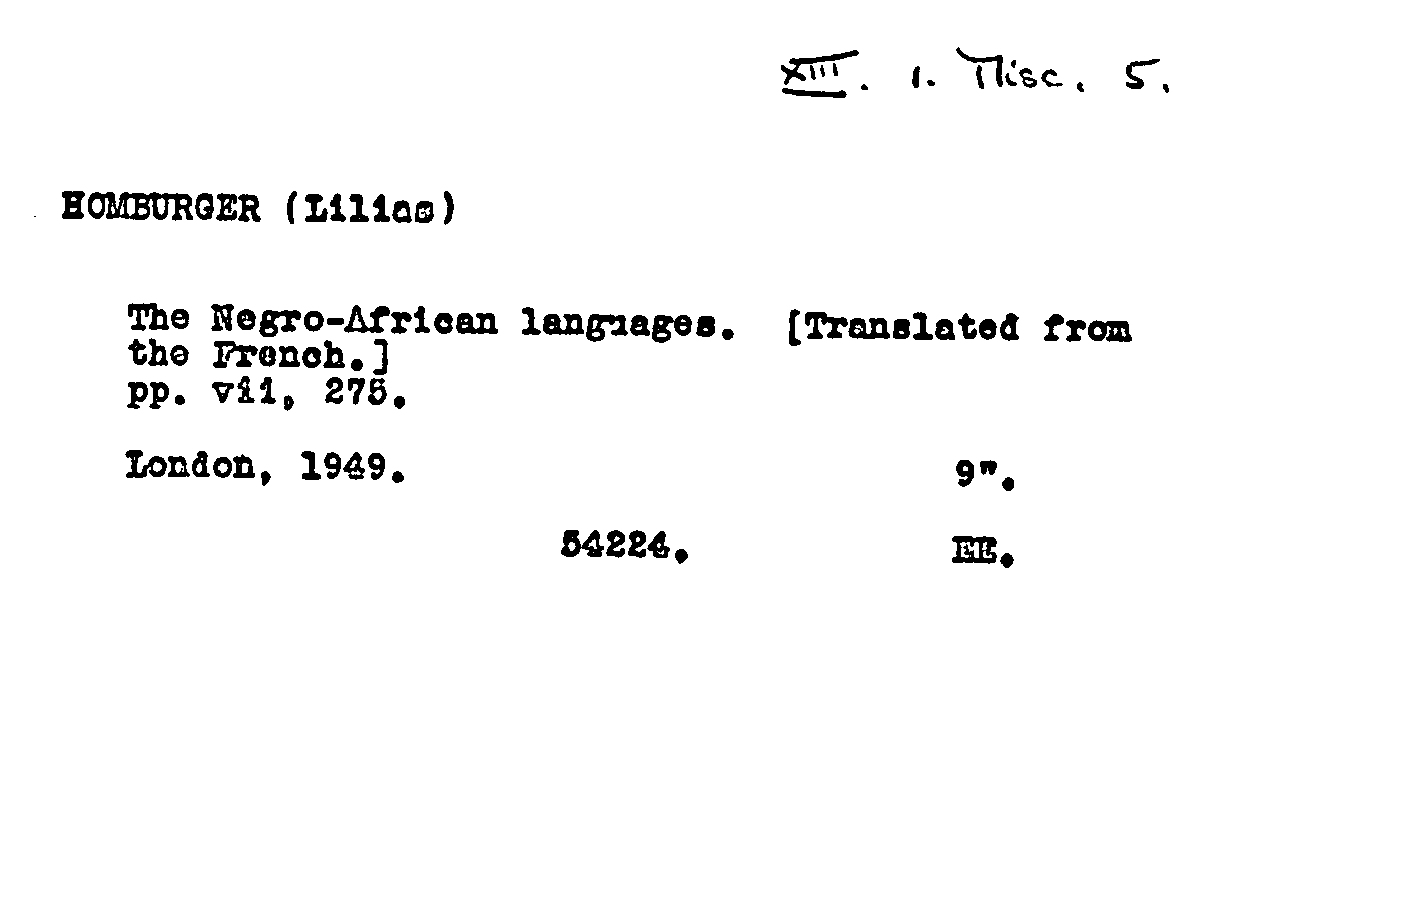 XIII. 1. Misc. 5.
HOMBURGER (Lilias)
The Negro-African languages. [Translated from
the French.]
pp. vii, 275.
London, 1949. 9".
54224. EE.